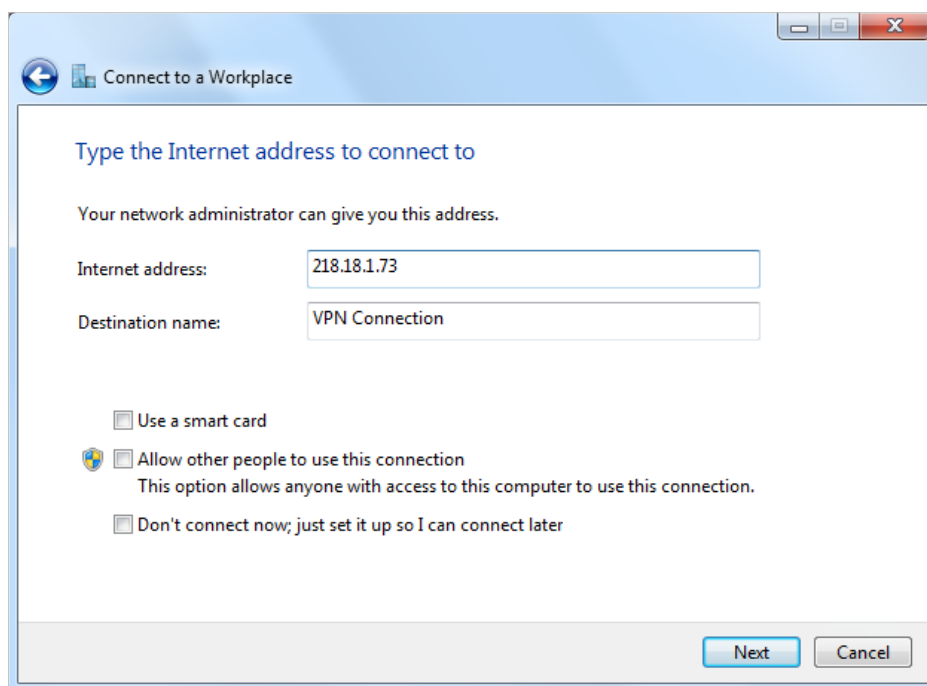 Connect to a Workplace
Type the Internet address to connect to
Your network administrator can give you this address.
Internet address: 218.18.1.73
Destination name: VPN Connection
Use a smart card
Allow other people to use this connection
This option allows anyone with access to this computer to use this connection.
Don't connect now; just set it up so I can connect later
Next Cancel